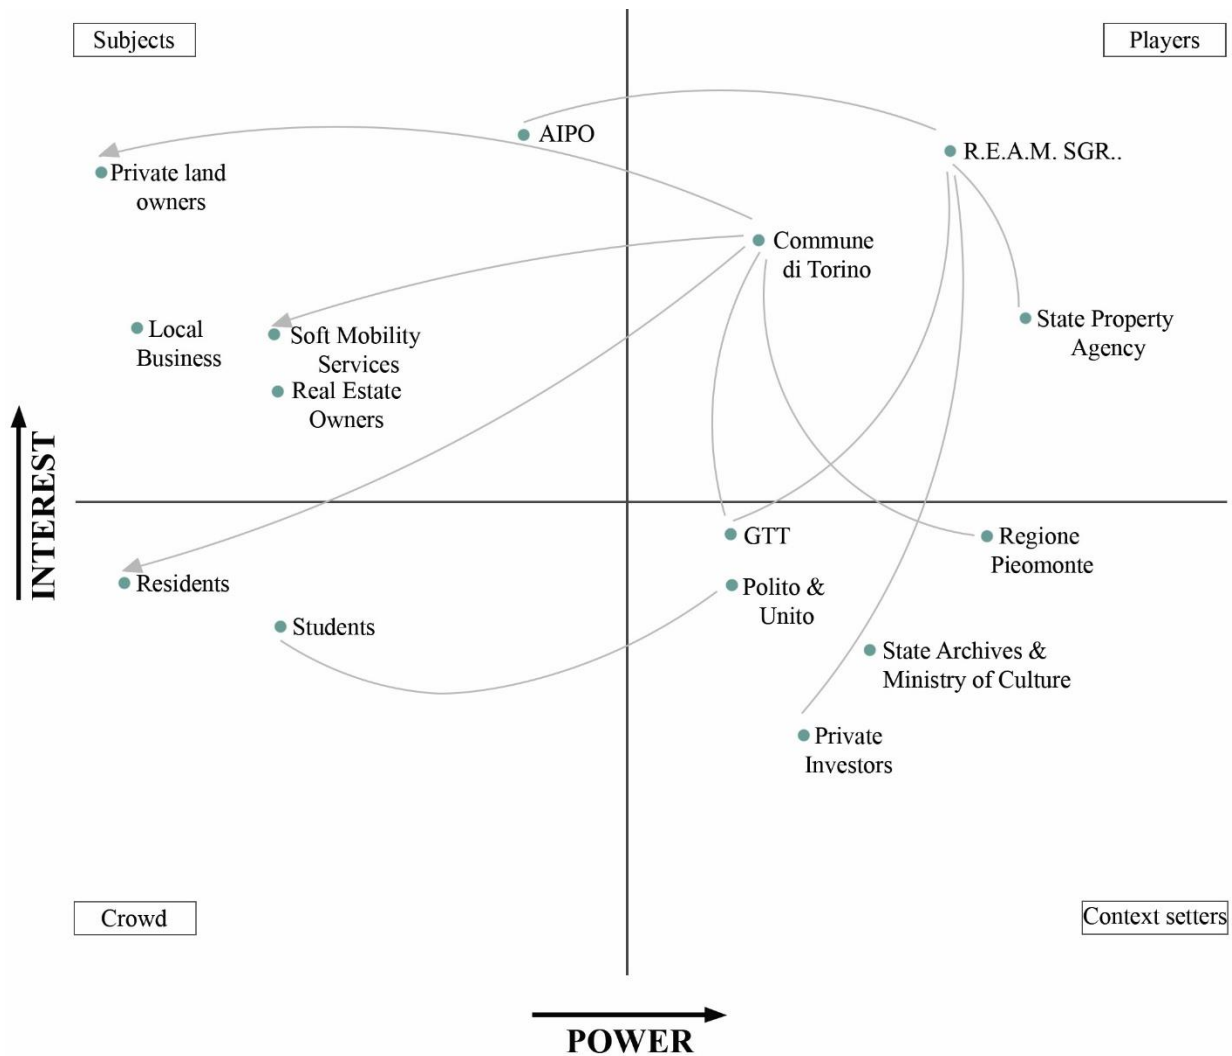 Subjects
Players
AIPO
R.E.A.M. SGR..
Private land
owners
Commune
di Torino
Local
Business
Soft Mobility
Services
State Property
Agency
Real Estate
Owners
INTEREST
GTT
Regione
Pieomonte
Residents
Polito &
Unito
Students
State Archives &
Ministry of Culture
Private
Investors
Crowd
Context setters
POWER